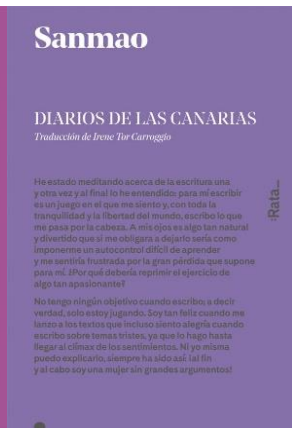 Sanmao
DIARIOS DE LAS CANARIAS
Traducción de Irene Tor Carroggio
He estado meditando acerca de la escritura una
y otra vez y al final lo he entendido: para mí escribir
es un juego en el que me siento y, con toda la
tranquilidad y la libertad del mundo, escribo lo que
me pasa por la cabeza. A mis ojos es algo tan natural
y divertido que si me obligara a dejarlo sería como
imponerme un autocontrol difícil de aprender
y me sentiría frustrada por la gran pérdida que supone
para mí. ¿Por qué debería reprimir el ejercicio de
algo tan apasionante?
No tengo ningún objetivo cuando escribo; a decir
verdad, solo estoy jugando. Soy tan feliz cuando me
lanzo a los textos que incluso siento alegría cuando
escribo sobre temas tristes, ya que lo hago hasta
llegar al clímax de los sentimientos. Ni yo misma
puedo explicarlo, siempre ha sido así: ¡al fin
y al cabo soy una mujer sin grandes argumentos!
:Rata_